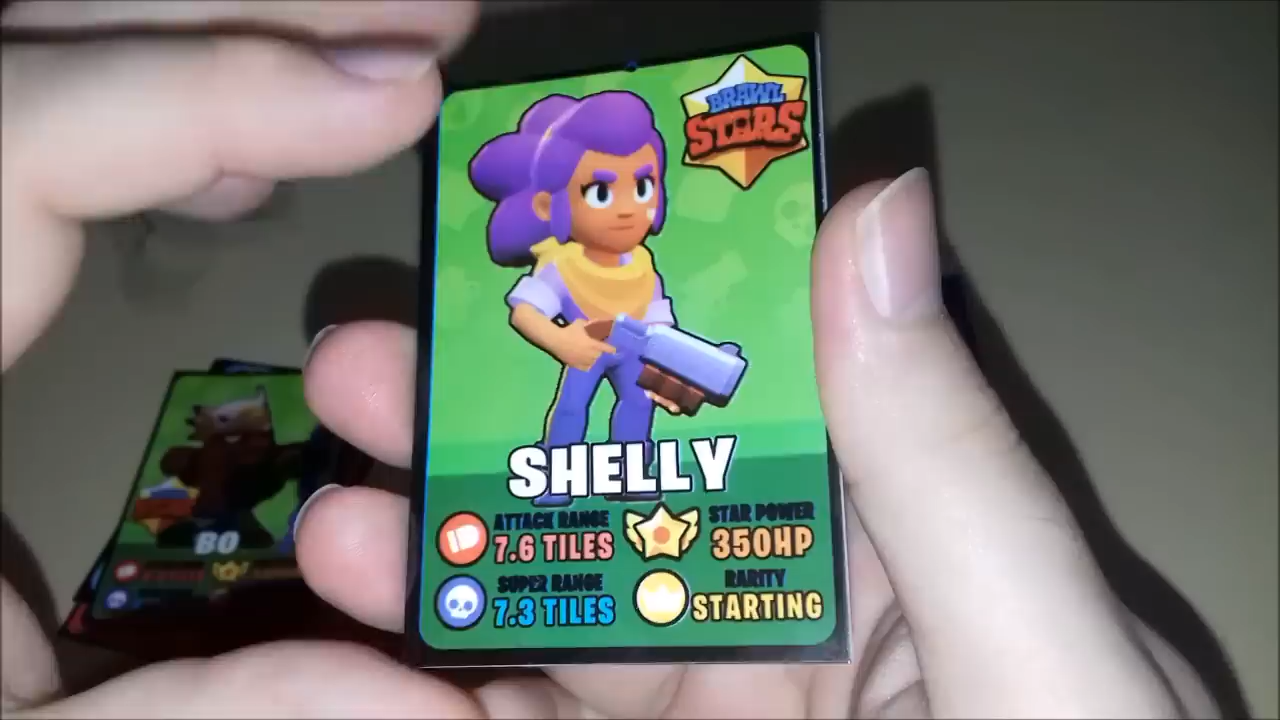 BRAWL
STARS
SHELLY
ATTACK RANGE
7.6 TILES
STAR POWER
350HP
SUPER RANGE
7.3 TILES
RARITY
STARTING
BO